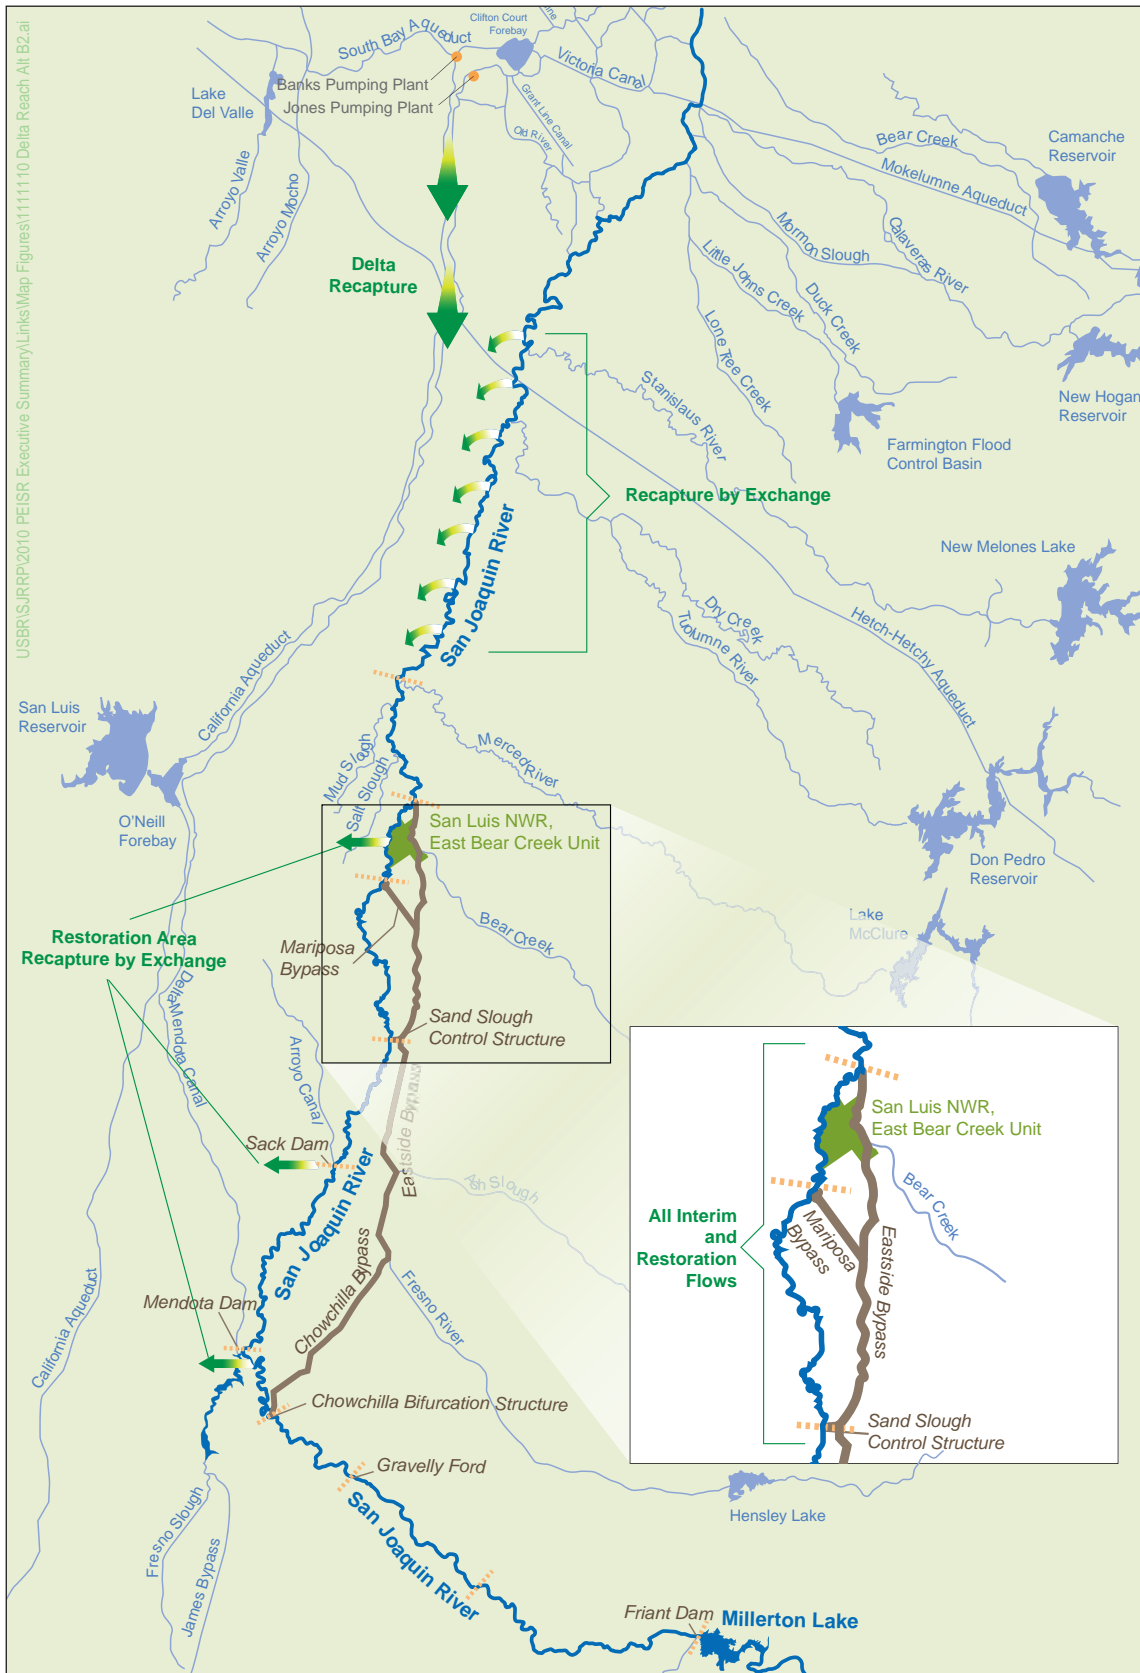 USBR\SJRRP\2010 PEISR Executive Summary\Links\Map Figures\1111110 Delta Reach Alt B2.ai
Clifton Court
Forebay
South Bay Aqueduct
Victoria Canal
Banks Pumping Plant
Jones Pumping Plant
Lake
Del Valle
Grant Line Canal
Old River
Arroyo Valle
Arroyo Mocho
Bear Creek
Mokelumne Aqueduct
Camanche
Reservoir
Mormon Slough
Calaveras River
Little Johns Creek
Duck Creek
Lone Tree Creek
Delta
Recapture
New Hogan
Reservoir
Stanislaus River
Farmington Flood
Control Basin
Recapture by Exchange
San Joaquin River
New Melones Lake
Dry Creek
Tuolumne River
Hetch-Hetchy Aqueduct
California Aqueduct
San Luis
Reservoir
O'Neill
Forebay
Mud Slough
Salt Slough
Merced River
San Luis NWR,
East Bear Creek Unit
Don Pedro
Reservoir
Lake
McClure
Bear Creek
Mariposa
Bypass
Restoration Area
Recapture by Exchange
Delta Mendota Canal
Sand Slough
Control Structure
Arroyo Canal
Eastside Bypass
Sack Dam
San Joaquin River
Ash Slough
Chowchilla Bypass
Fresno River
Mendota Dam
California Aqueduct
Chowchilla Bifurcation Structure
Gravelly Ford
San Joaquin River
Fresno Slough
James Bypass
Hensley Lake
Friant Dam
Millerton Lake
San Luis NWR,
East Bear Creek Unit
Bear Creek
All Interim
and
Restoration
Flows
Mariposa
Bypass
Eastside Bypass
Sand Slough
Control Structure